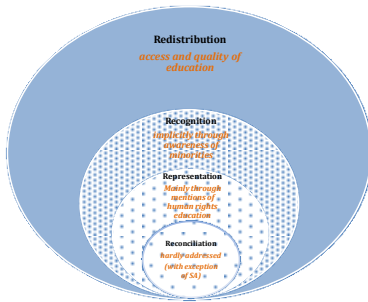 Redistribution
access and quality of
education
Recognition
implicitly through
awareness of
minorities
Representation
Mainly through
mentions of
human rights
education
Reconciliation
hardly addressed
(with exception
of SA)